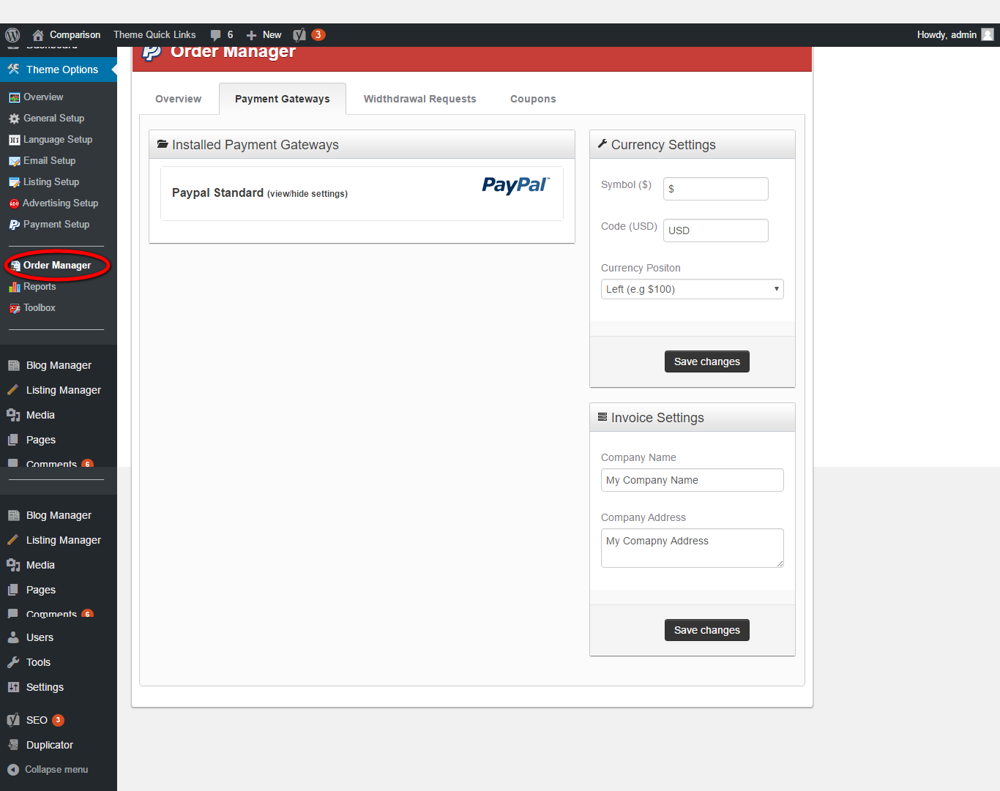 Comparison
Theme Quick Links
6
New
3
Howdy, admin
Dashboard
Theme Options
Overview
General Setup
H1
Language Setup
Email Setup
Listing Setup
ADV
Advertising Setup
Payment Setup
Order Manager
Reports
Toolbox
Blog Manager
Listing Manager
Media
Pages
Comments 6
Blog Manager
Listing Manager
Media
Pages
Comments 6
Users
Tools
Settings
SEO 3
Duplicator
Collapse menu
Order Manager
Overview
Payment Gateways
Widthdrawal Requests
Coupons
Installed Payment Gateways
Paypal Standard (view/hide settings)
PayPal™
Currency Settings
Symbol ($)
$
Code (USD)
USD
Currency Positon
Left (e.g $100)
Save changes
Invoice Settings
Company Name
My Company Name
Company Address
My Comapny Address
Save changes